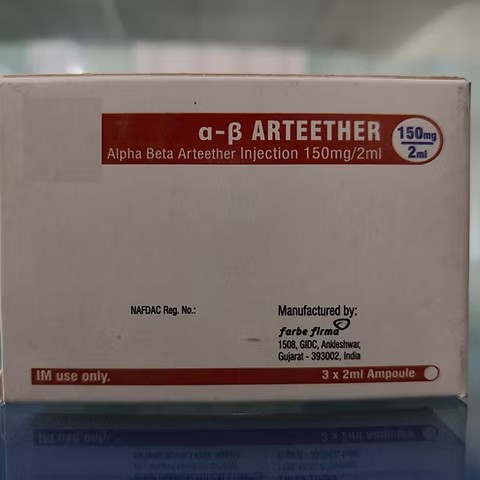 α-β ARTEETHER
150mg
2ml
Alpha Beta Arteether Injection 150mg/2ml
NAFDAC Reg. No.:
Manufactured by:
farbe firma
1508, GIDC, Ankleshwar,
Gujarat - 393002, India
IM use only.
3 x 2ml Ampoule